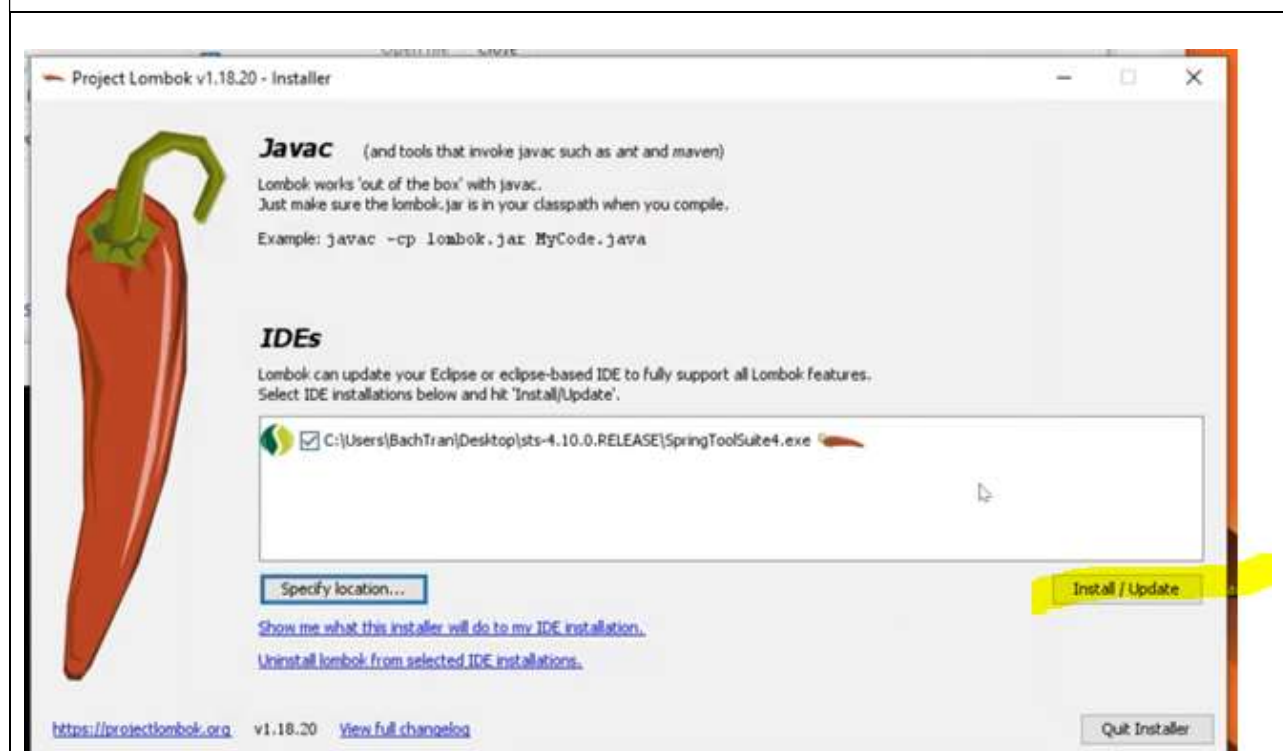 Project Lombok v1.18.20 - Installer
Javac (and tools that invoke javac such as ant and maven)
Lombok works 'out of the box' with javac.
Just make sure the lombok.jar is in your classpath when you compile.
Example: javac -cp lombok.jar MyCode.java
IDEs
Lombok can update your Eclipse or eclipse-based IDE to fully support all Lombok features.
Select IDE installations below and hit 'Install/Update'.
C:\Users\BachTran\Desktop\sts-4.10.0.RELEASE\SpringToolSuite4.exe
Specify location... Install / Update
Show me what this installer will do to my IDE installation.
Uninstall lombok from selected IDE installations.
https://projectlombok.org v1.18.20 View full changelog Quit Installer